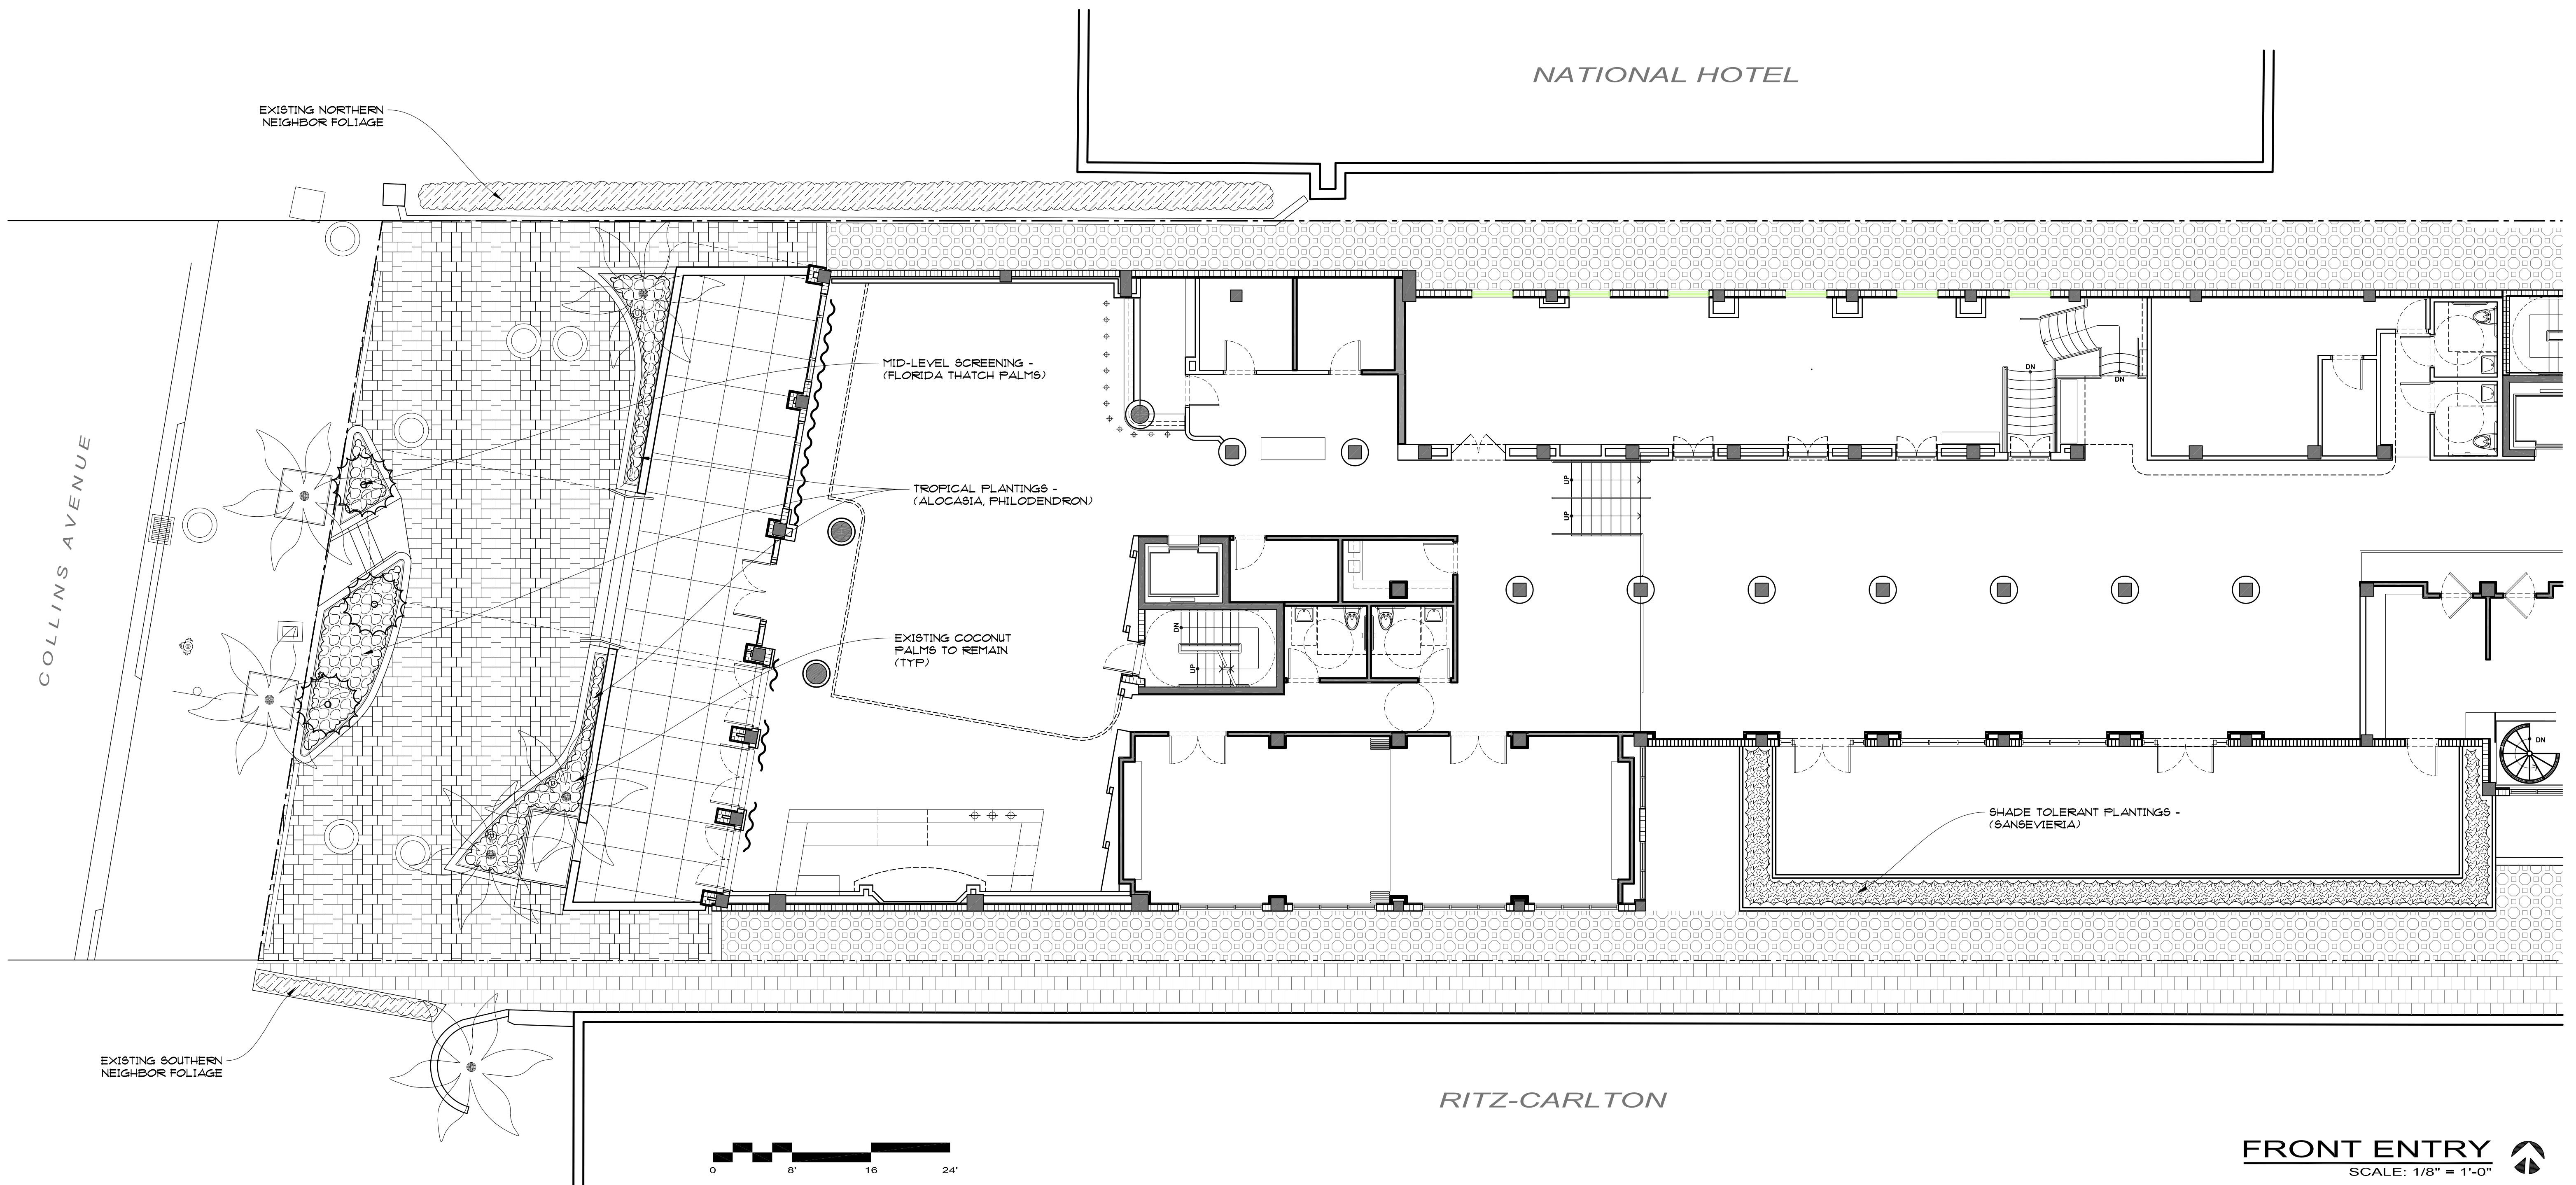 NATIONAL HOTEL
EXISTING NORTHERN
NEIGHBOR FOLIAGE
MID-LEVEL SCREENING -
(FLORIDA THATCH PALMS)
DN
DN
TROPICAL PLANTINGS -
(ALOCASIA, PHILODENDRON)
UP
UP
COLLINS AVENUE
EXISTING COCONUT
PALMS TO REMAIN
(TYP)
DN
UP
DN
SHADE TOLERANT PLANTINGS -
(SANSEVIERIA)
EXISTING SOUTHERN
NEIGHBOR FOLIAGE
RITZ-CARLTON
0 8' 16 24'
FRONT ENTRY
SCALE: 1/8" = 1'-0"